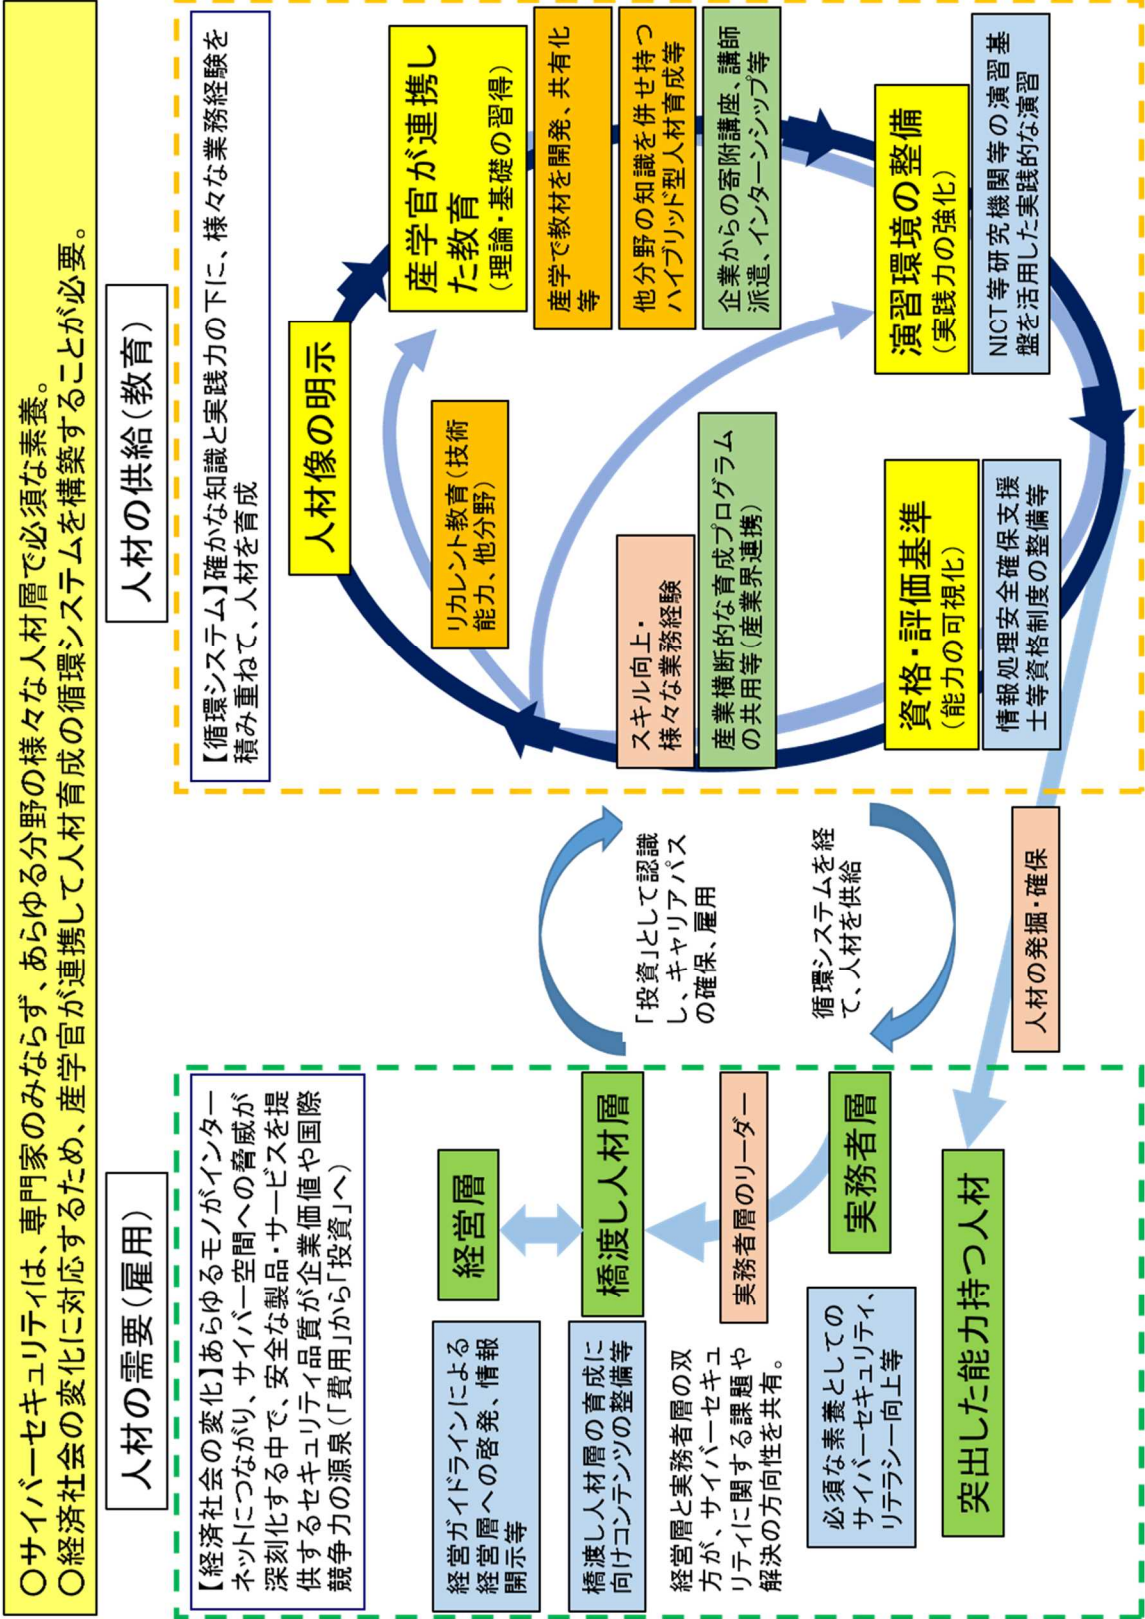 〇サイバーセキュリティは、専門家のみならず、あらゆる分野の様々な人材層で必須な素養。
〇経済社会の変化に対応するため、産学官が連携して人材育成の循環システムを構築することが必要。
人材の需要(雇用)
【経済社会の変化】あらゆるモノがインター
ネットにつながり、サイバー空間への脅威が
深刻化する中で、安全な製品・サービスを提
供するセキュリティ品質が企業価値や国際
競争力の源泉(「費用」から「投資」へ)
経営ガイドラインによる
経営層への啓発、情報
開示等
経営層
橋渡し人材層の育成に
向けコンテンツの整備等
橋渡し人材層
経営層と実務者層の双
方が、サイバーセキュ
リティに関する課題や
解決の方向性を共有。
実務者層のリーダー
必須な素養としての
サイバーセキュリティ、
リテラシー向上等
実務者層
突出した能力持つ人材
「投資」として認識
し、キャリアパス
の確保、雇用
循環システムを経
て、人材を供給
人材の発掘・確保
人材の供給(教育)
【循環システム】確かな知識と実践力の下に、様々な業務経験を
積み重ねて、人材を育成
人材像の明示
産学官が連携し
た教育
(理論・基礎の習得)
産学で教材を開発、共有化
等
他分野の知識を併せ持つ
ハイブリッド型人材育成等
企業からの寄附講座、講師
派遣、インターンシップ等
リカレント教育(技術
能力、他分野)
スキル向上・
様々な業務経験
産業横断的な育成プログラム
の共用等(産業界連携)
演習環境の整備
(実践力の強化)
NICT等研究機関等の演習基
盤を活用した実践的な演習
資格・評価基準
(能力の可視化)
情報処理安全確保支援
士等資格制度の整備等